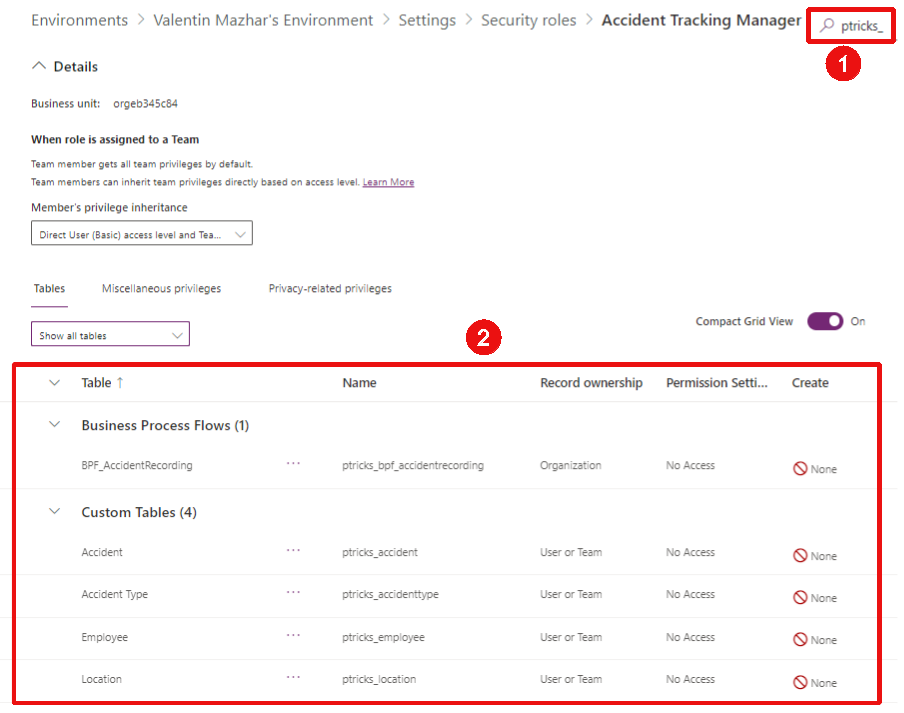 Environments > Valentin Mazhar's Environment > Settings > Security roles > Accident Tracking Manager
ptricks_
1
Details
Business unit: orgeb345c84
When role is assigned to a Team
Team member gets all team privileges by default.
Team members can inherit team privileges directly based on access level. Learn More
Member's privilege inheritance
Direct User (Basic) access level and Tea...
Tables Miscellaneous privileges Privacy-related privileges
Compact Grid View On
Show all tables
2
Table ↑ Name Record ownership Permission Setti... Create
Business Process Flows (1)
BPF_AccidentRecording ... ptricks_bpf_accidentrecording Organization No Access None
Custom Tables (4)
Accident ... ptricks_accident User or Team No Access None
Accident Type ... ptricks_accidenttype User or Team No Access None
Employee ... ptricks_employee User or Team No Access None
Location ... ptricks_location User or Team No Access None